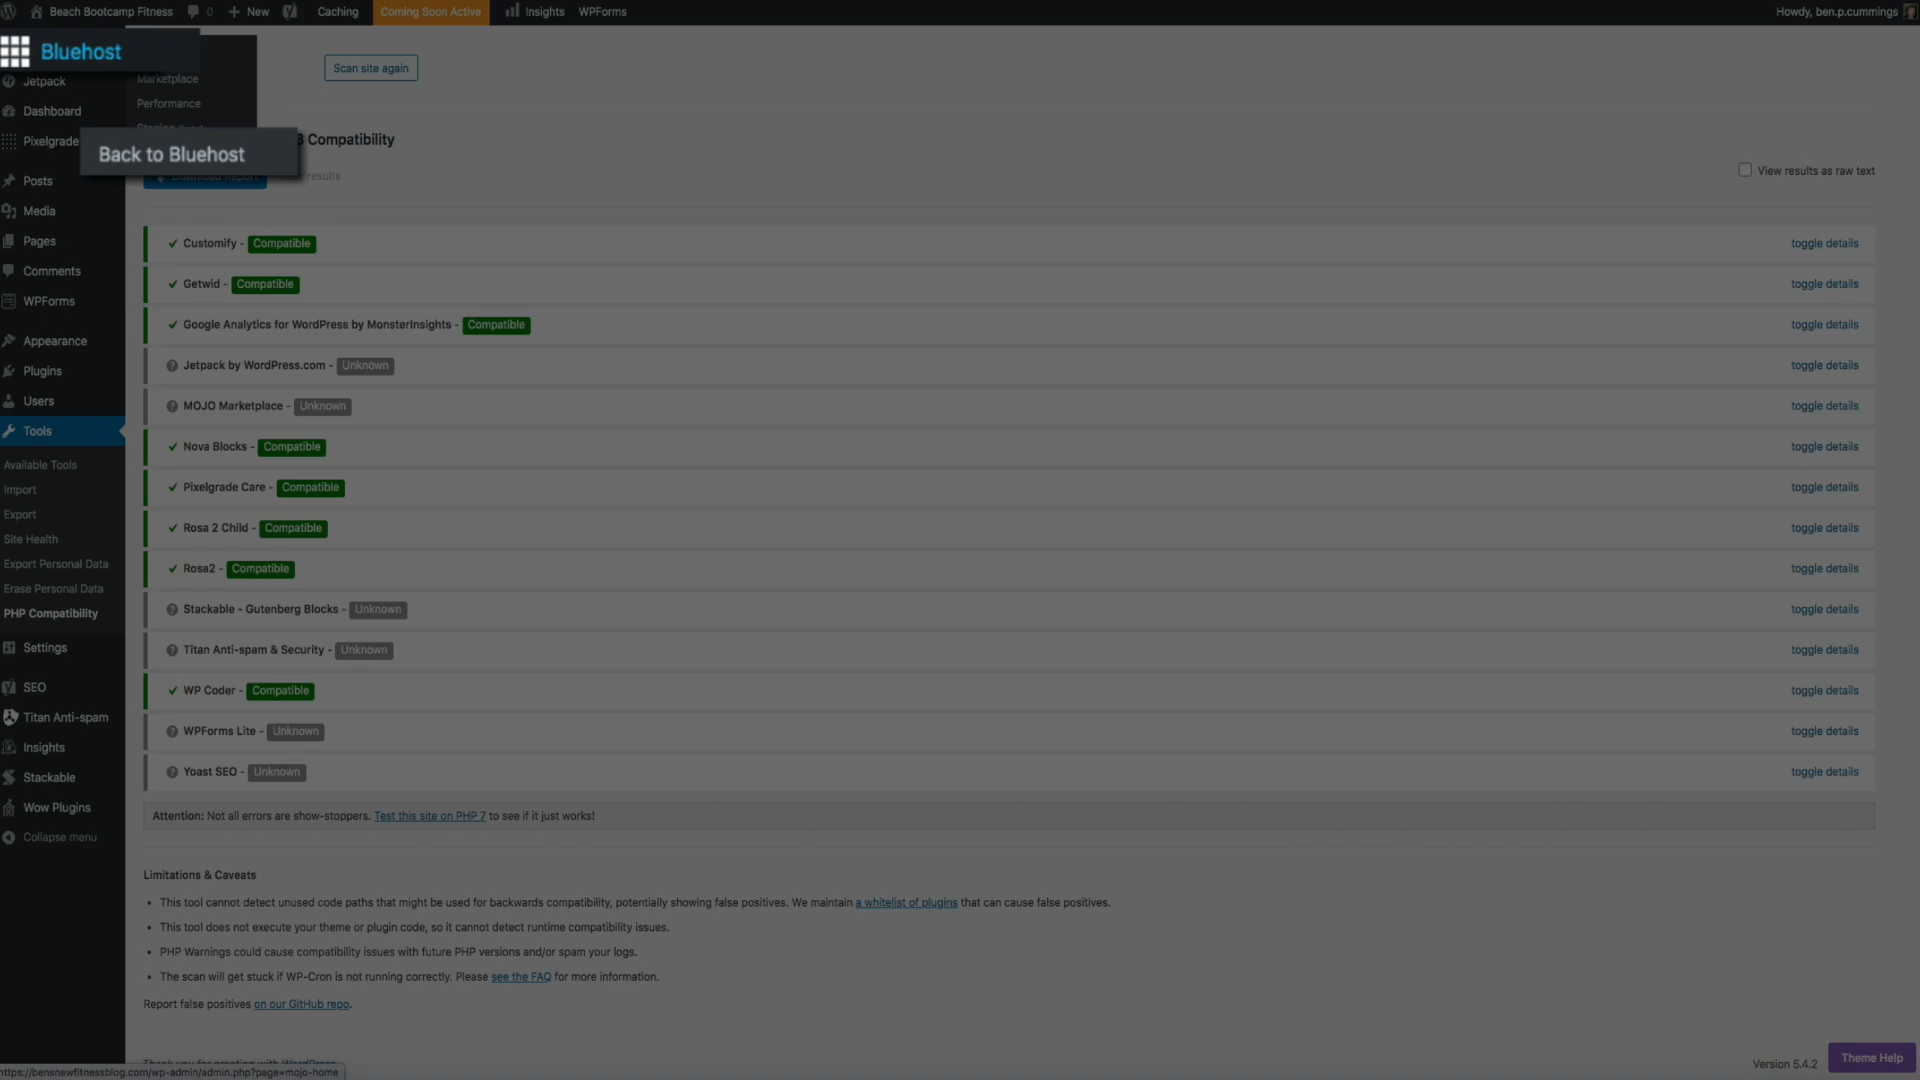 Beach Bootcamp Fitness 0 New Caching Coming Soon Active Insights WPForms Howdy, ben.p.cummings
Bluehost
Scan site again
Jetpack
Marketplace
Dashboard
Performance
Pixelgrade
Compatibility
Back to Bluehost
View results as raw text
Download Report
results
Posts
Media
Pages
Comments
WPForms
Appearance
Plugins
Users
Tools
Available Tools
Import
Export
Site Health
Export Personal Data
Erase Personal Data
PHP Compatibility
Settings
SEO
Titan Anti-spam
Insights
Stackable
Wow Plugins
Collapse menu
Customify - Compatible toggle details
Getwid - Compatible toggle details
Google Analytics for WordPress by MonsterInsights - Compatible toggle details
Jetpack by WordPress.com - Unknown toggle details
MOJO Marketplace - Unknown toggle details
Nova Blocks - Compatible toggle details
Pixelgrade Care - Compatible toggle details
Rosa 2 Child - Compatible toggle details
Rosa2 - Compatible toggle details
Stackable - Gutenberg Blocks - Unknown toggle details
Titan Anti-spam & Security - Unknown toggle details
WP Coder - Compatible toggle details
WPForms Lite - Unknown toggle details
Yoast SEO - Unknown toggle details
Attention: Not all errors are show-stoppers. Test this site on PHP 7 to see if it just works!
Limitations & Caveats
• This tool cannot detect unused code paths that might be used for backwards compatibility, potentially showing false positives. We maintain a whitelist of plugins that can cause false positives.
• This tool does not execute your theme or plugin code, so it cannot detect runtime compatibility issues.
• PHP Warnings could cause compatibility issues with future PHP versions and/or spam your logs.
• The scan will get stuck if WP-Cron is not running correctly. Please see the FAQ for more information.
Report false positives on our GitHub repo.
Thank you for creating with WordPress.
Version 5.4.2
Theme Help
https://bensnewfitnessblog.com/wp-admin/admin.php?page=mojo-home